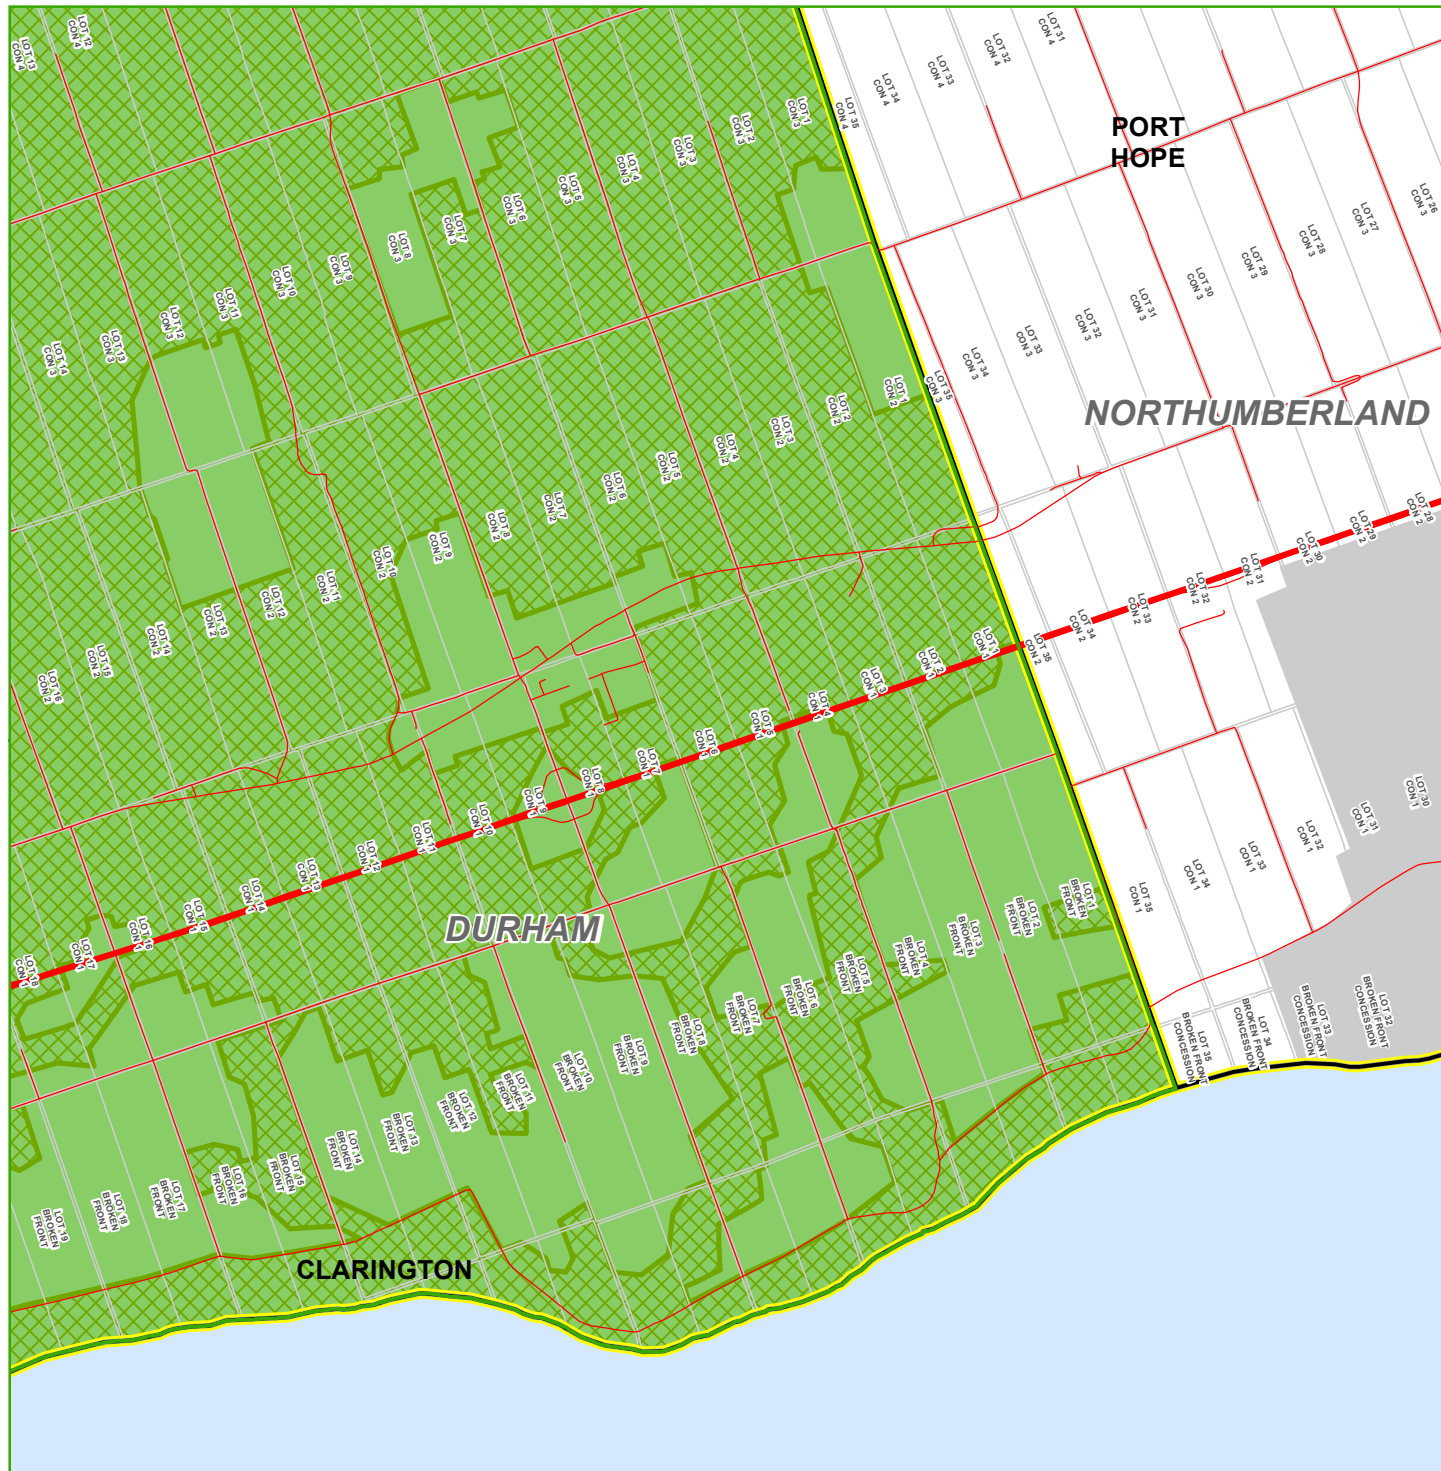 LOT 13
CON 4
LOT 12
CON 4
LOT 35
CON 4
LOT 34
CON 4
LOT 33
CON 4
LOT 32
CON 4
LOT 31
CON 4
PORT
HOPE
LOT 14
CON 3
LOT 13
CON 3
LOT 12
CON 3
LOT 11
CON 3
LOT 10
CON 3
LOT 9
CON 3
LOT 8
CON 3
LOT 7
CON 3
LOT 6
CON 3
LOT 5
CON 3
LOT 4
CON 3
LOT 3
CON 3
LOT 2
CON 3
LOT 1
CON 3
LOT 35
CON 3
LOT 34
CON 3
LOT 33
CON 3
LOT 32
CON 3
LOT 31
CON 3
LOT 30
CON 3
LOT 29
CON 3
LOT 28
CON 3
LOT 27
CON 3
LOT 26
CON 3
NORTHUMBERLAND
LOT 16
CON 2
LOT 15
CON 2
LOT 14
CON 2
LOT 13
CON 2
LOT 12
CON 2
LOT 11
CON 2
LOT 10
CON 2
LOT 9
CON 2
LOT 8
CON 2
LOT 7
CON 2
LOT 6
CON 2
LOT 5
CON 2
LOT 4
CON 2
LOT 3
CON 2
LOT 2
CON 2
LOT 1
CON 2
LOT 35
CON 2
LOT 34
CON 2
LOT 33
CON 2
LOT 32
CON 2
LOT 31
CON 2
LOT 30
CON 2
LOT 29
CON 2
LOT 28
CON 2
LOT 18
CON 1
LOT 17
CON 1
LOT 16
CON 1
LOT 15
CON 1
LOT 14
CON 1
LOT 13
CON 1
LOT 12
CON 1
LOT 11
CON 1
LOT 10
CON 1
LOT 9
CON 1
LOT 8
CON 1
LOT 7
CON 1
LOT 6
CON 1
LOT 5
CON 1
LOT 4
CON 1
LOT 3
CON 1
LOT 2
CON 1
LOT 1
CON 1
LOT 35
CON 1
LOT 34
CON 1
LOT 33
CON 1
LOT 32
CON 1
LOT 31
CON 1
LOT 30
CON 1
DURHAM
LOT 19
BROKEN
FRONT
LOT 18
BROKEN
FRONT
LOT 17
BROKEN
FRONT
LOT 16
BROKEN
FRONT
LOT 15
BROKEN
FRONT
LOT 14
BROKEN
FRONT
LOT 13
BROKEN
FRONT
LOT 12
BROKEN
FRONT
LOT 11
BROKEN
FRONT
LOT 10
BROKEN
FRONT
LOT 9
BROKEN
FRONT
LOT 8
BROKEN
FRONT
LOT 7
BROKEN
FRONT
LOT 6
BROKEN
FRONT
LOT 5
BROKEN
FRONT
LOT 4
BROKEN
FRONT
LOT 3
BROKEN
FRONT
LOT 2
BROKEN
FRONT
LOT 1
BROKEN
FRONT
LOT 35
BROKEN FRONT
CONCESSION
LOT 34
BROKEN FRONT
CONCESSION
LOT 33
BROKEN FRONT
CONCESSION
LOT 32
BROKEN FRONT
CONCESSION
CLARINGTON